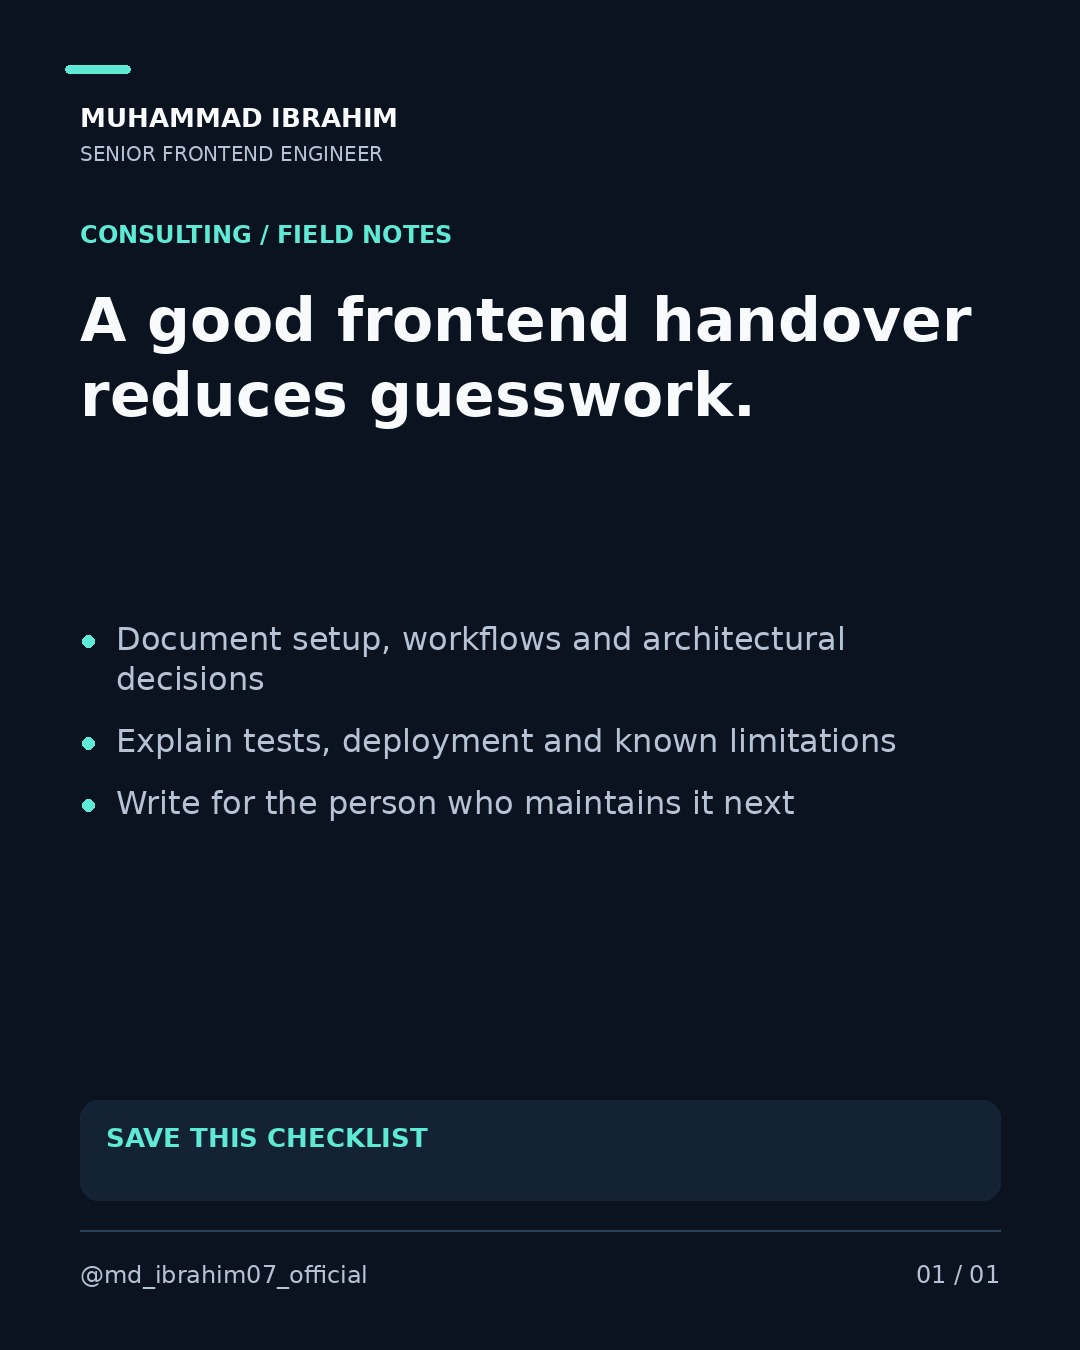 MUHAMMAD IBRAHIM
SENIOR FRONTEND ENGINEER
CONSULTING / FIELD NOTES
A good frontend handover
reduces guesswork.
Document setup, workflows and architectural
decisions
Explain tests, deployment and known limitations
Write for the person who maintains it next
SAVE THIS CHECKLIST
@md_ibrahim07_official
01 / 01